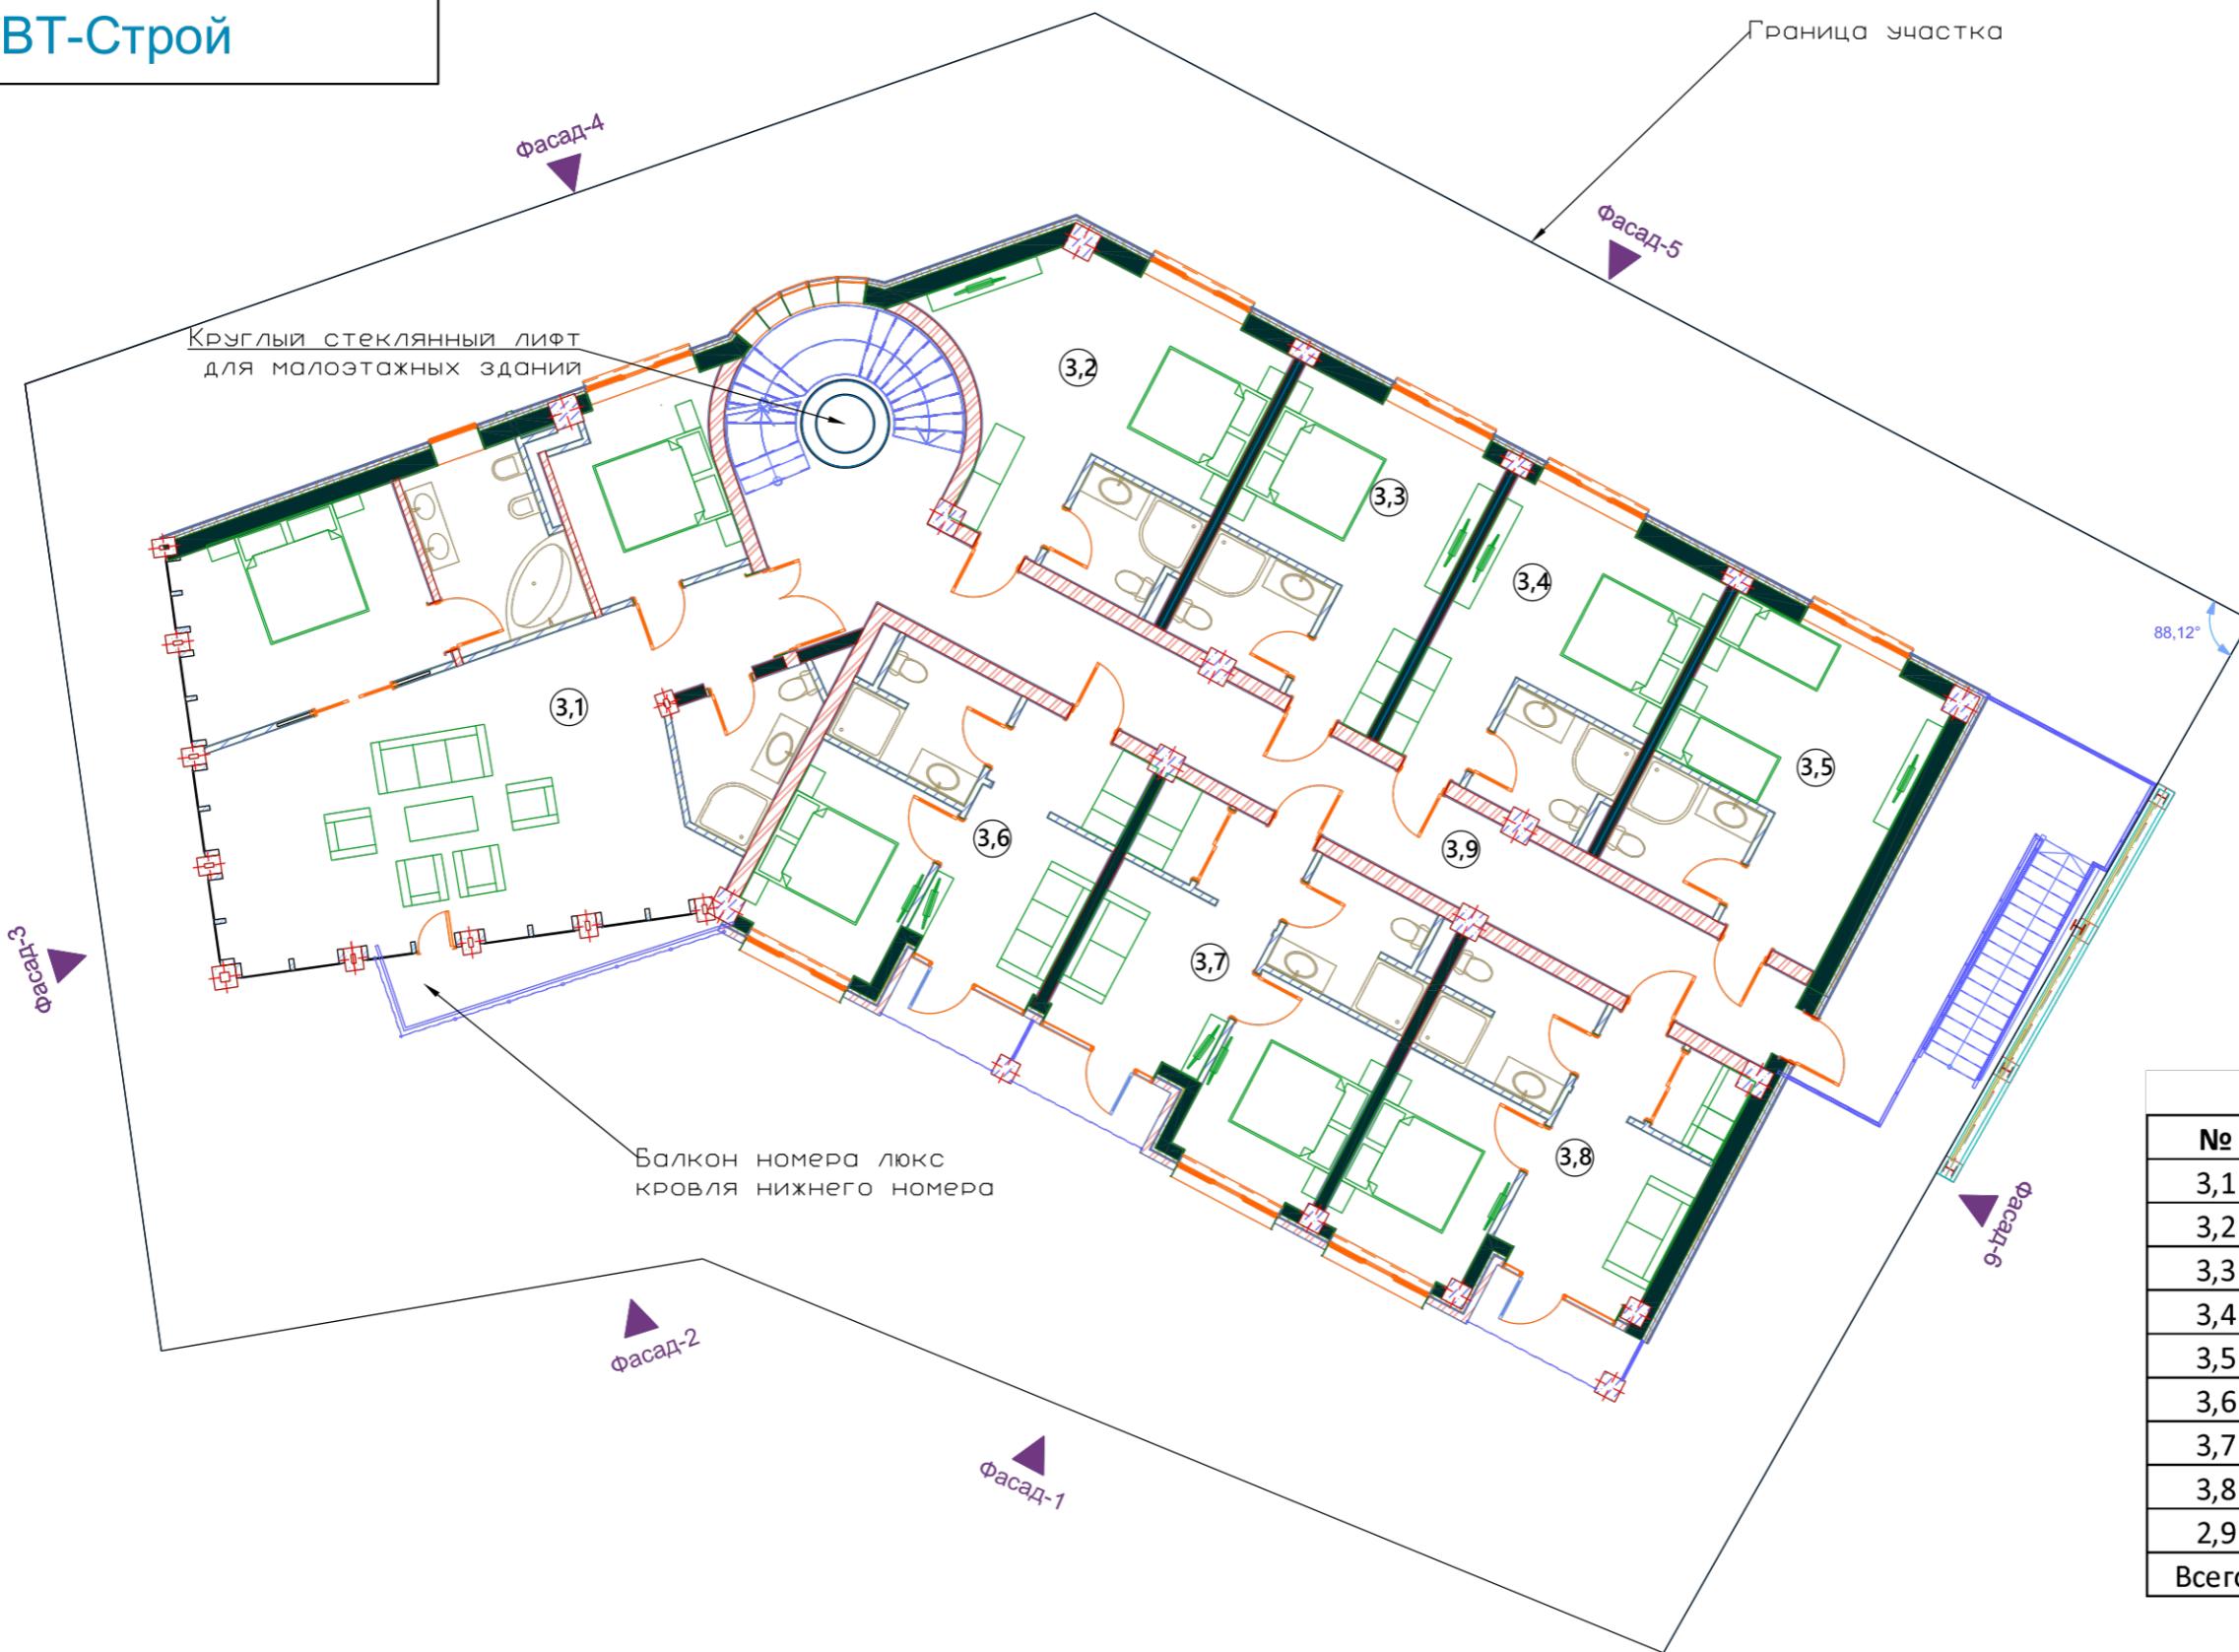 ВТ-Строй
Граница участка
Фасад-4
Фасад-5
Круглый стеклянный лифт
для малоэтажных зданий
3,2
3,3
3,4
88,12°
3,1
3,5
3,6
3,9
3,7
Фасад-3
Балкон номера люкс
кровля нижнего номера
3,8
Фасад-6
Фасад-2
Фасад-1
№
3,1
3,2
3,3
3,4
3,5
3,6
3,7
3,8
2,9
Всего